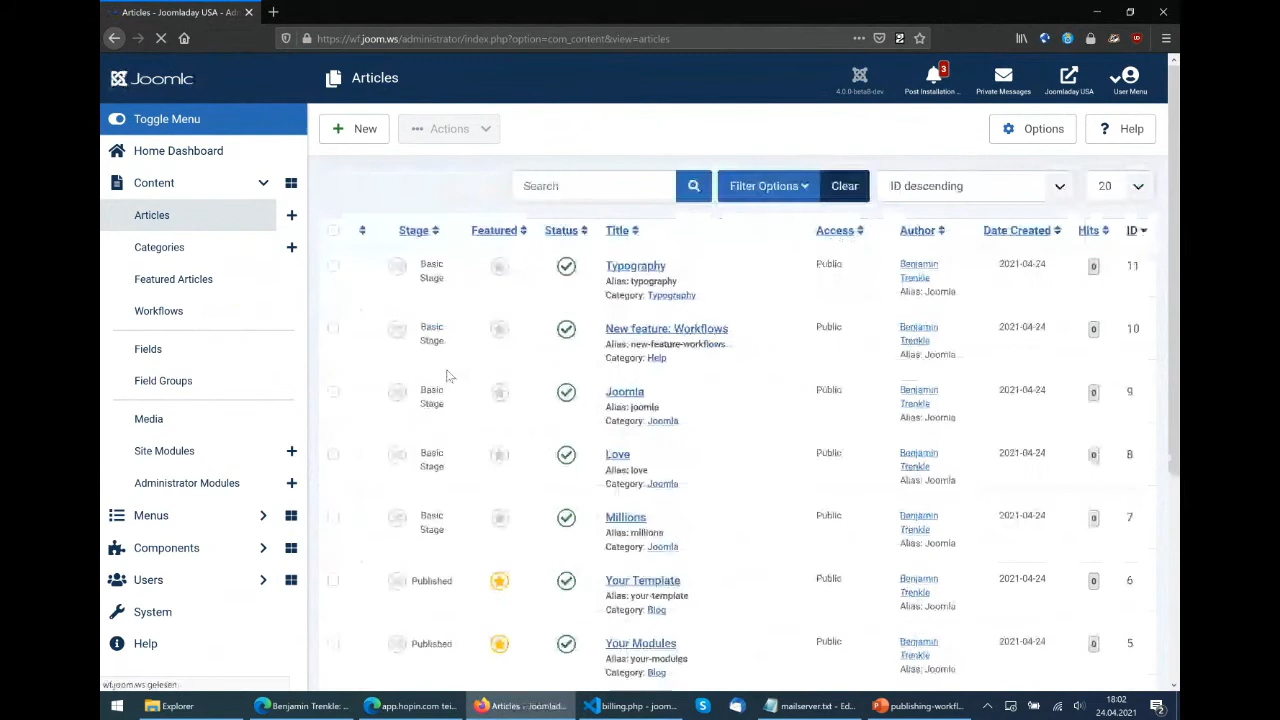 Articles - Joomladay USA - Adm
https://wf.joom.ws/administrator/index.php?option=com_content&view=articles
Joomla
Articles
4.0.0-beta8-dev
3
Post Installation ...
Private Messages
Joomladay USA
User Menu
Toggle Menu
New
Actions
Options
Help
Home Dashboard
Content
Articles
Categories
Featured Articles
Workflows
Fields
Field Groups
Media
Site Modules
Administrator Modules
Menus
Components
Users
System
Help
Search
Filter Options
Clear
ID descending
20
Stage Featured Status Title Access Author Date Created Hits ID
Basic Stage Typography Public Benjamin Trenkle 2021-04-24 0 11
Alias: typography Alias: Joomla
Category: Typography
Basic Stage New feature: Workflows Public Benjamin Trenkle 2021-04-24 0 10
Alias: new-feature-workflows Alias: Joomla
Category: Help
Basic Stage Joomla Public Benjamin Trenkle 2021-04-24 0 9
Alias: joomla Alias: Joomla
Category: Joomla
Basic Stage Love Public Benjamin Trenkle 2021-04-24 0 8
Alias: love Alias: Joomla
Category: Joomla
Basic Stage Millions Public Benjamin Trenkle 2021-04-24 0 7
Alias: millions Alias: Joomla
Category: Joomla
Published Your Template Public Benjamin Trenkle 2021-04-24 0 6
Alias: your-template Alias: Joomla
Category: Blog
Published Your Modules Public Benjamin Trenkle 2021-04-24 0 5
Alias: your-modules Alias: Joomla
Category: Blog
wf.joom.ws gelesen
Explorer
Benjamin Trenkle: ...
app.hopin.com tei...
Articles - Joomlad...
billing.php - joom...
mailserver.txt - Ed...
publishing-workfl...
18:02
24.04.2021
2